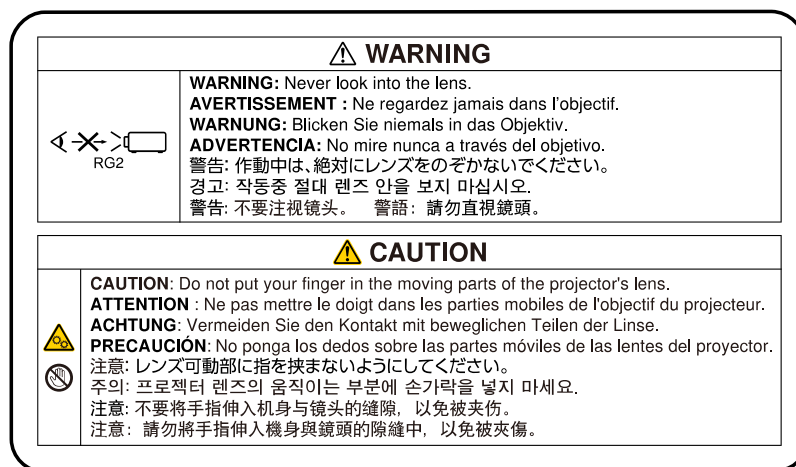 WARNING
WARNING: Never look into the lens.
AVERTISSEMENT : Ne regardez jamais dans l'objectif.
WARNUNG: Blicken Sie niemals in das Objektiv.
ADVERTENCIA: No mire nunca a través del objetivo.
警告: 作動中は、絶対にレンズをのぞかないでください。
경고: 작동중 절대 렌즈 안을 보지 마십시오.
警告: 不要注视镜头。 警語: 請勿直視鏡頭。
RG2
CAUTION
CAUTION: Do not put your finger in the moving parts of the projector's lens.
ATTENTION : Ne pas mettre le doigt dans les parties mobiles de l'objectif du projecteur.
ACHTUNG: Vermeiden Sie den Kontakt mit beweglichen Teilen der Linse.
PRECAUCIÓN: No ponga los dedos sobre las partes móviles de las lentes del proyector.
注意: レンズ可動部に指を挟まないようにしてください。
주의: 프로젝터 렌즈의 움직이는 부분에 손가락을 넣지 마세요.
注意: 不要将手指伸入机身与镜头的缝隙, 以免被夹伤。
注意: 請勿將手指伸入機身與鏡頭的隙縫中, 以免被夾傷。